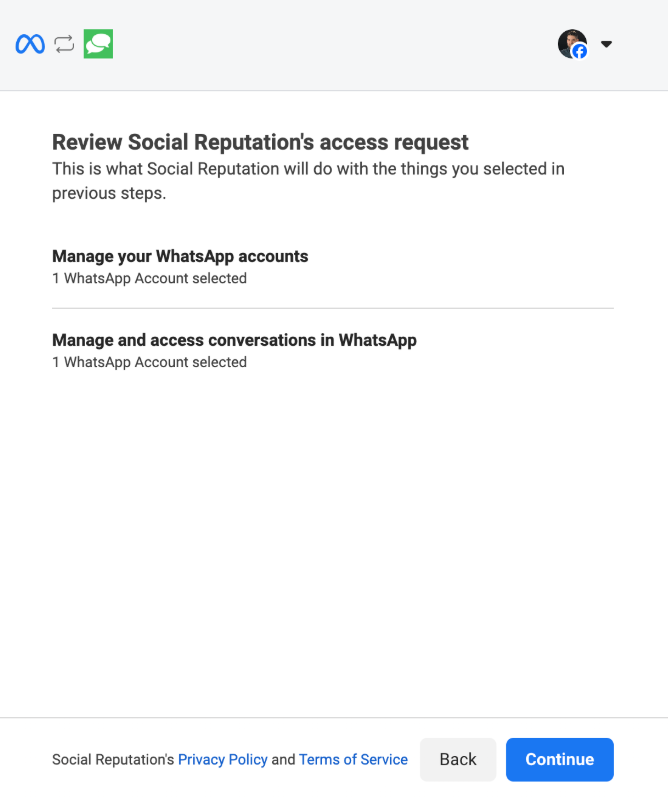 Review Social Reputation's access request
This is what Social Reputation will do with the things you selected in
previous steps.
Manage your WhatsApp accounts
1 WhatsApp Account selected
Manage and access conversations in WhatsApp
1 WhatsApp Account selected
Social Reputation's Privacy Policy and Terms of Service
Back
Continue